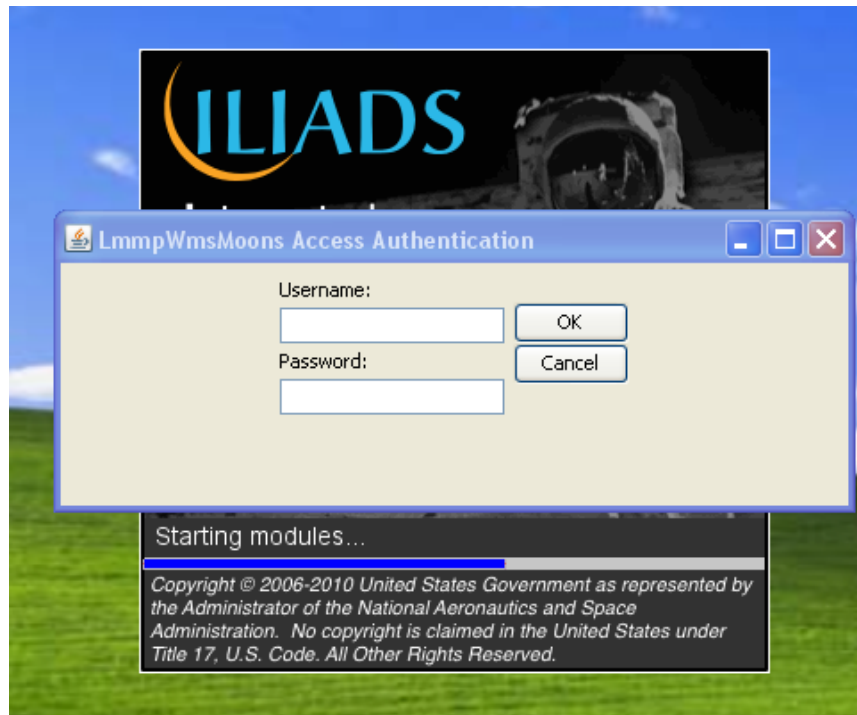 ILIADS
LmmpWmsMoons Access Authentication
Username:
OK
Password:
Cancel
Starting modules...
Copyright © 2006-2010 United States Government as represented by
the Administrator of the National Aeronautics and Space
Administration. No copyright is claimed in the United States under
Title 17, U.S. Code. All Other Rights Reserved.